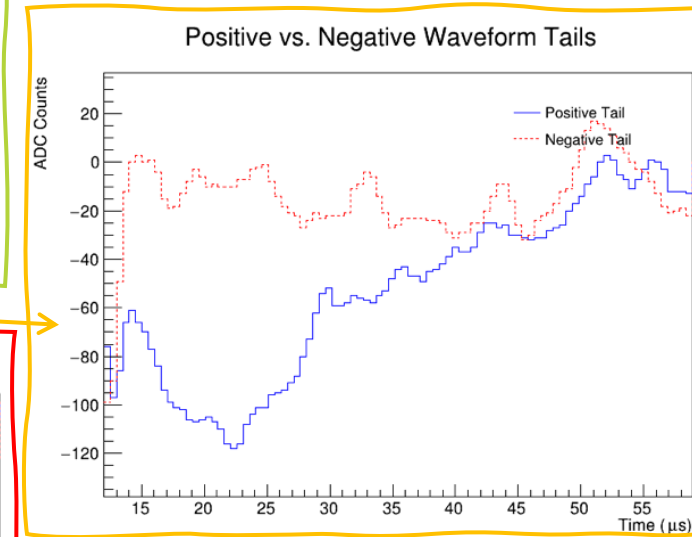 Positive vs. Negative Waveform Tails
ADC Counts
Positive Tail
Negative Tail
20
0
−20
−40
−60
−80
−100
−120
15 20 25 30 35 40 45 50 55
Time (μs)